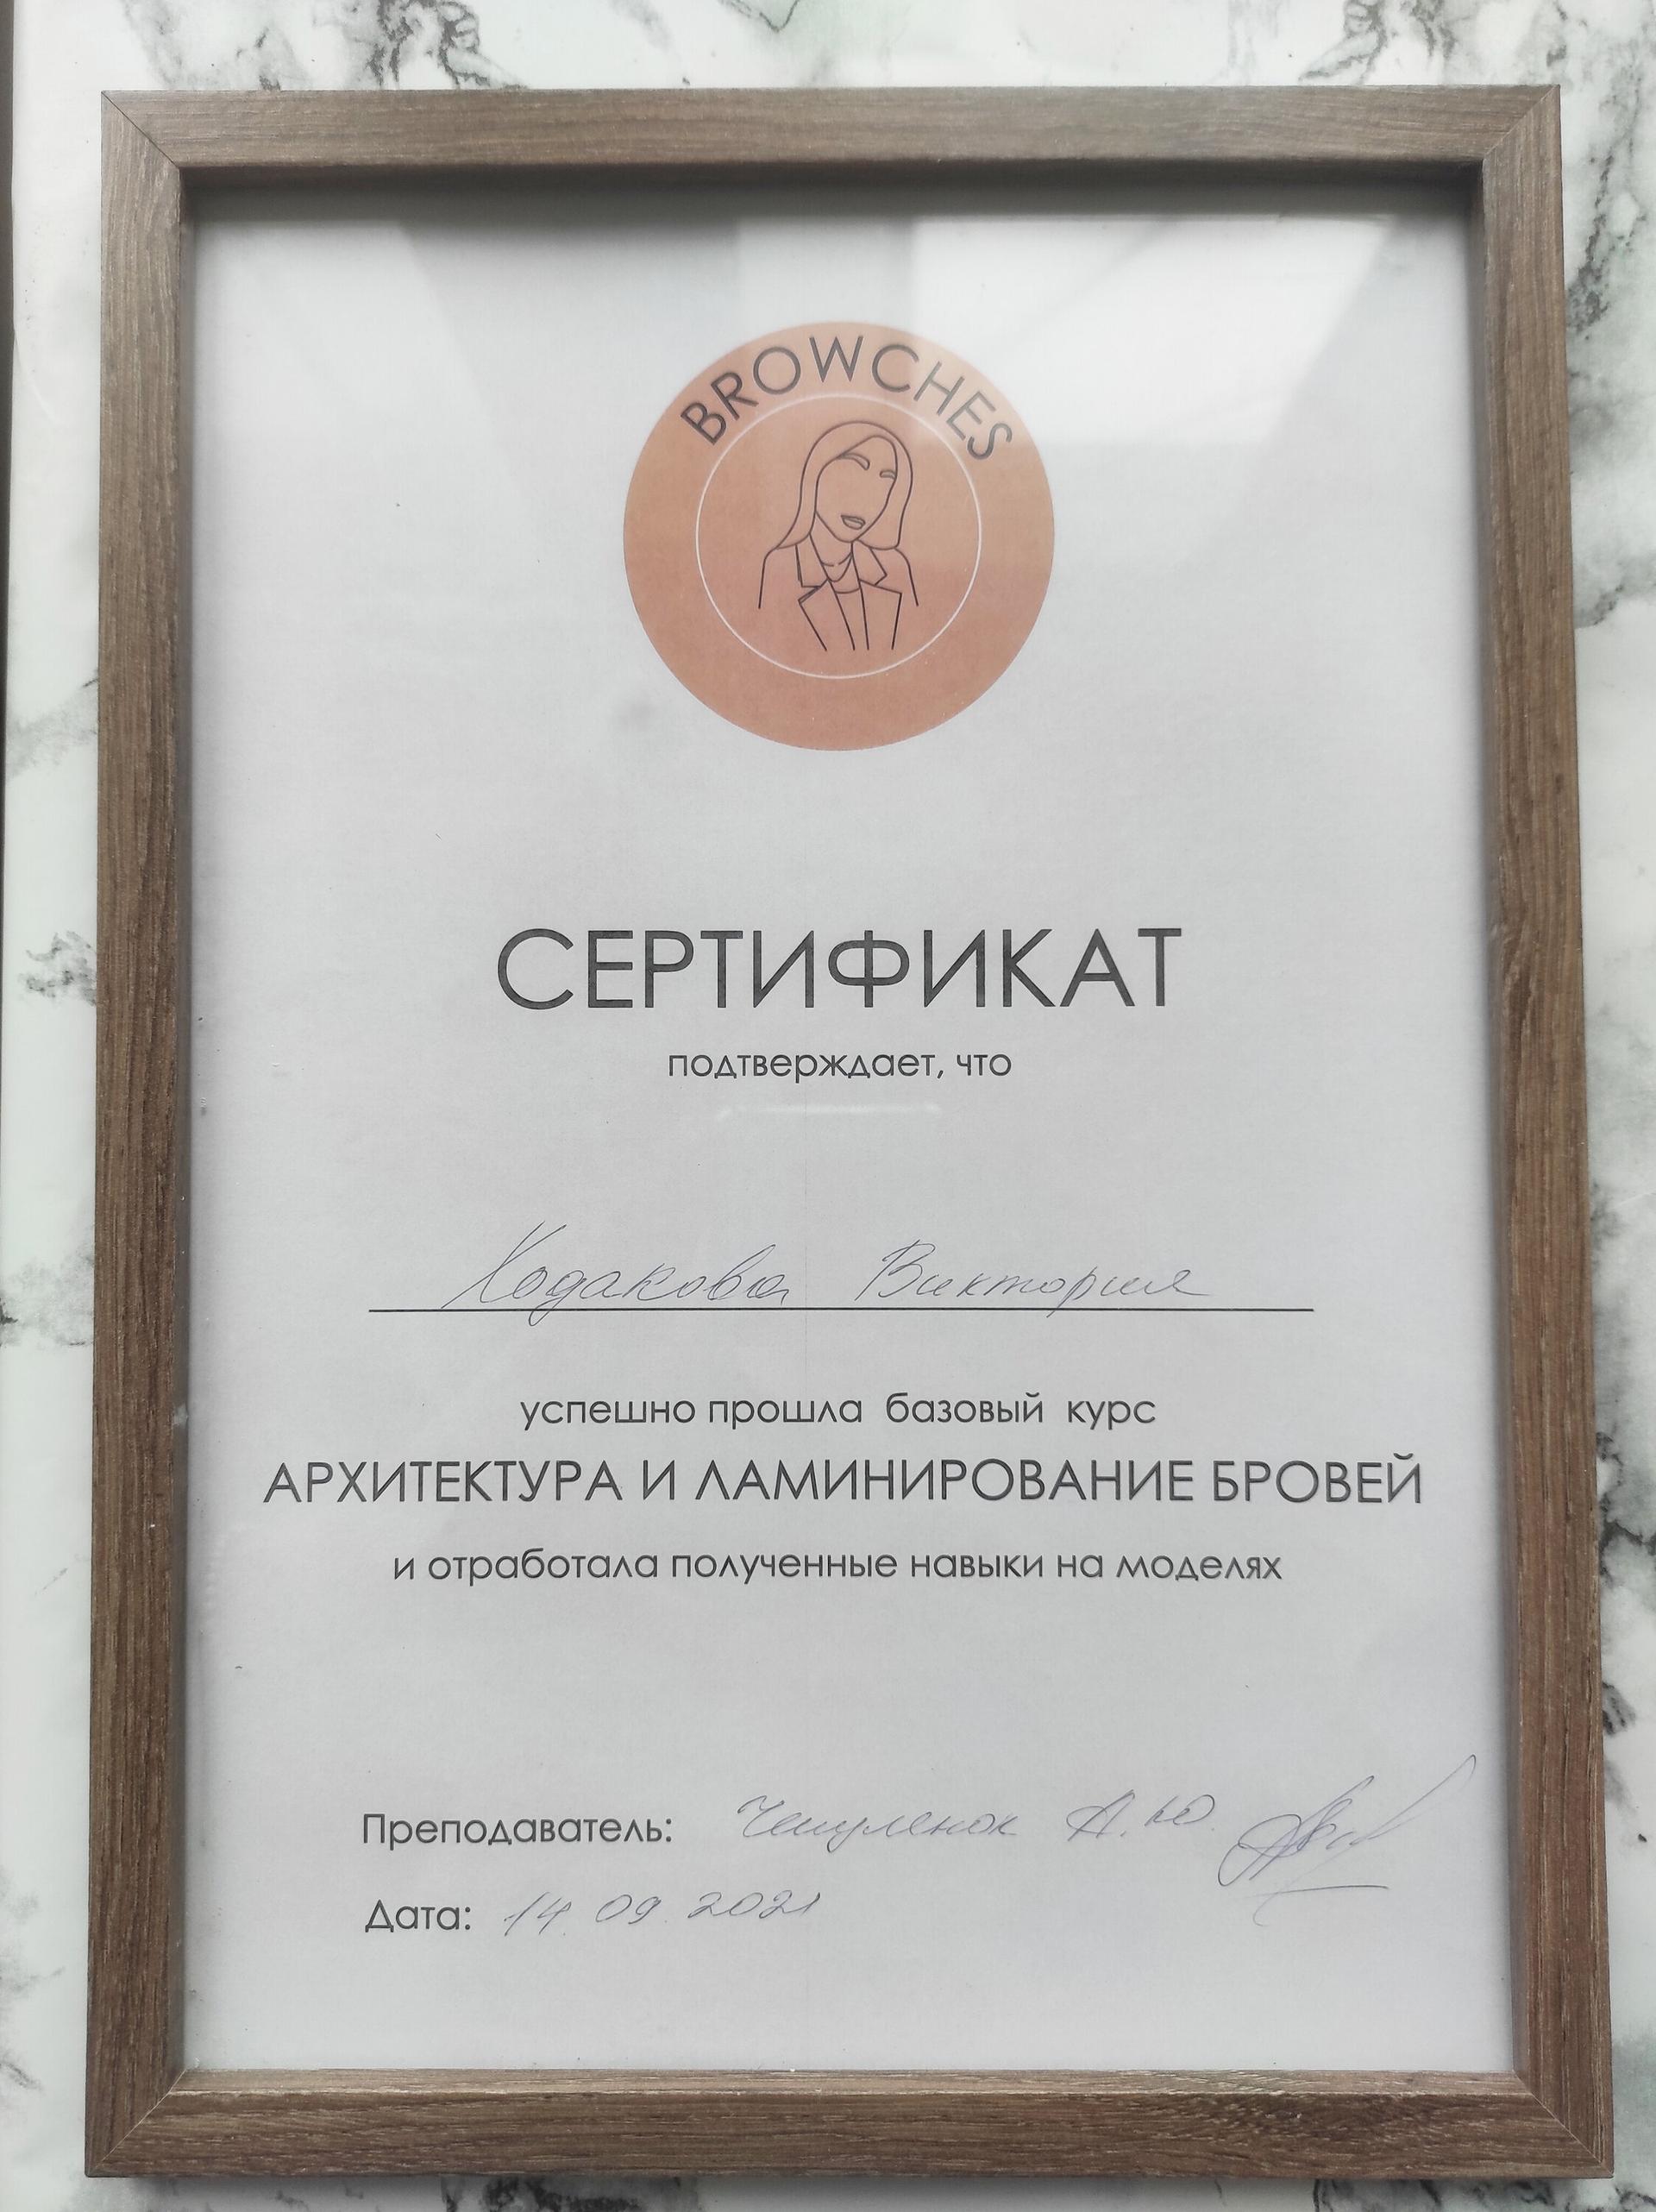 BROWCHES
СЕРТИФИКАТ
подтверждает, что
Ходакова Виктория
успешно прошла базовый курс
АРХИТЕКТУРА И ЛАМИНИРОВАНИЕ БРОВЕЙ
и отработала полученные навыки на моделях
Преподаватель: А.Ю.
Дата: 14.09.2021